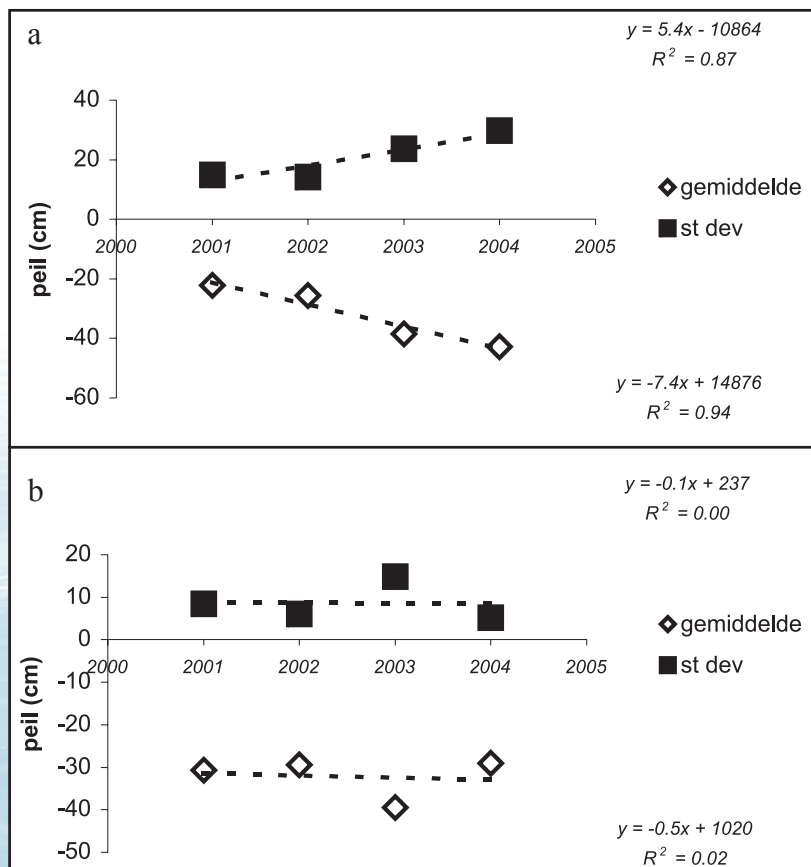 a
y = 5.4x - 10864
R² = 0.87
40
20
0
2000 2001 2002 2003 2004 2005
-20
-40
-60
peil (cm)
gemiddelde
st dev
y = -7.4x + 14876
R² = 0.94
b
y = -0.1x + 237
R² = 0.00
20
10
0
2000 2001 2002 2003 2004 2005
-10
-20
-30
-40
-50
peil (cm)
gemiddelde
st dev
y = -0.5x + 1020
R² = 0.02